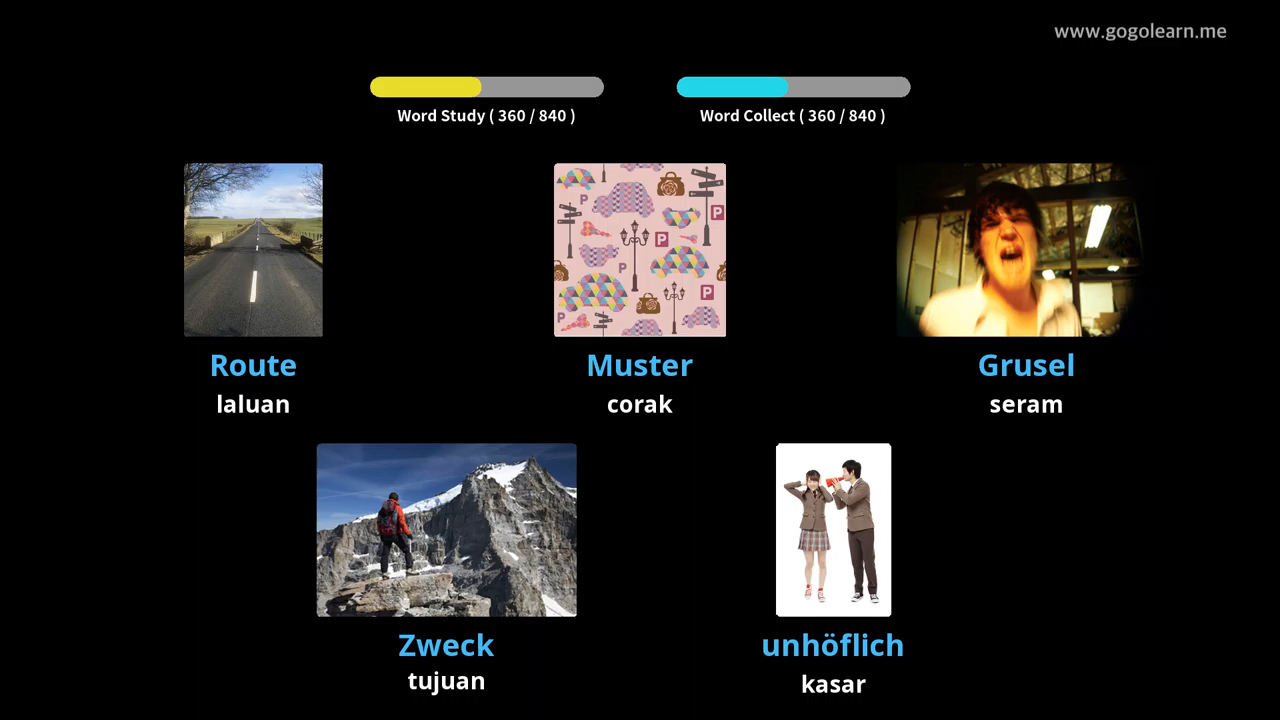 www.gogolearn.me
Word Study ( 360 / 840 )
Word Collect ( 360 / 840 )
P
P
P
P
P
P
Route
laluan
Muster
corak
Grusel
seram
Zweck
tujuan
unhöflich
kasar